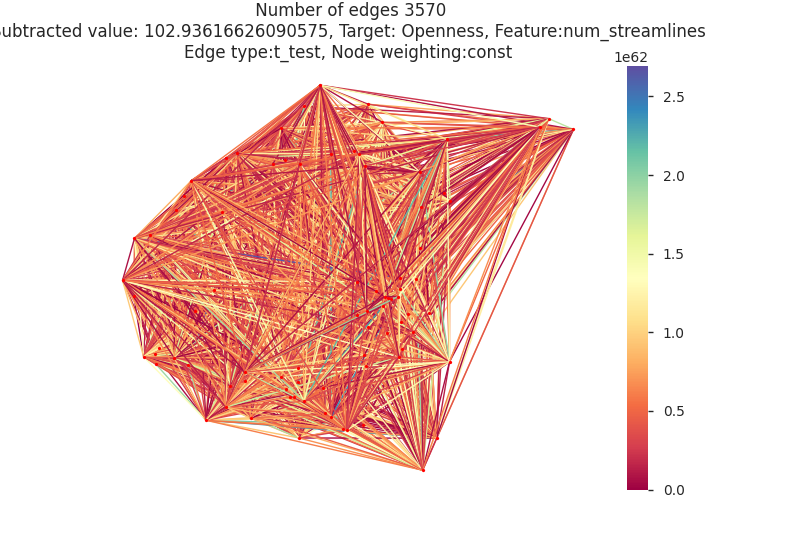 Number of edges 3570
ubtracted value: 102.93616626090575, Target: Openness, Feature:num_streamlines
Edge type:t_test, Node weighting:const
1e62
2.5
2.0
1.5
1.0
0.5
0.0